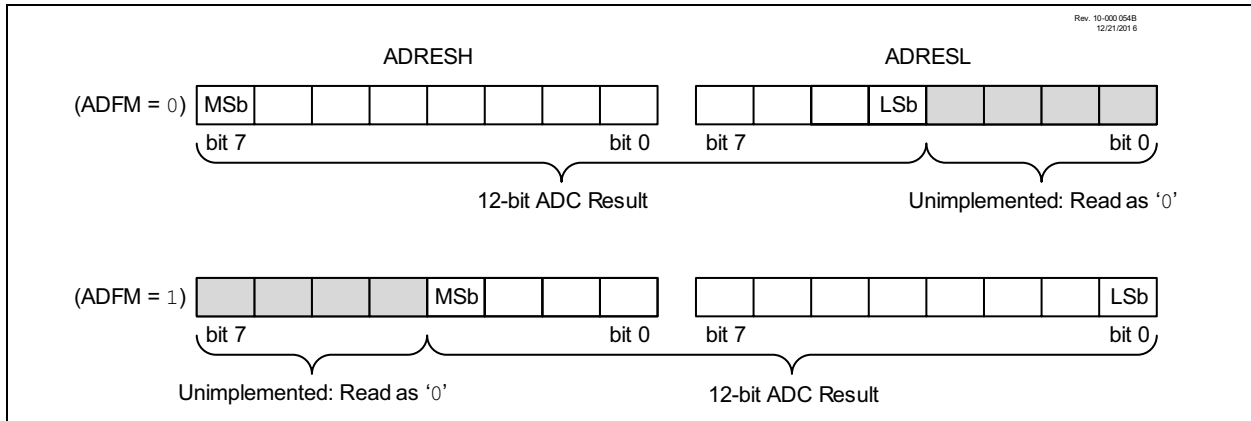 Rev. 10-000 054B
12/21/201 6
ADRESH ADRESL
(ADFM = 0) MSb LSb
bit 7 bit 0 bit 7 bit 0
12-bit ADC Result Unimplemented: Read as ‘0’
(ADFM = 1) MSb LSb
bit 7 bit 0 bit 7 bit 0
Unimplemented: Read as ‘0’ 12-bit ADC Result